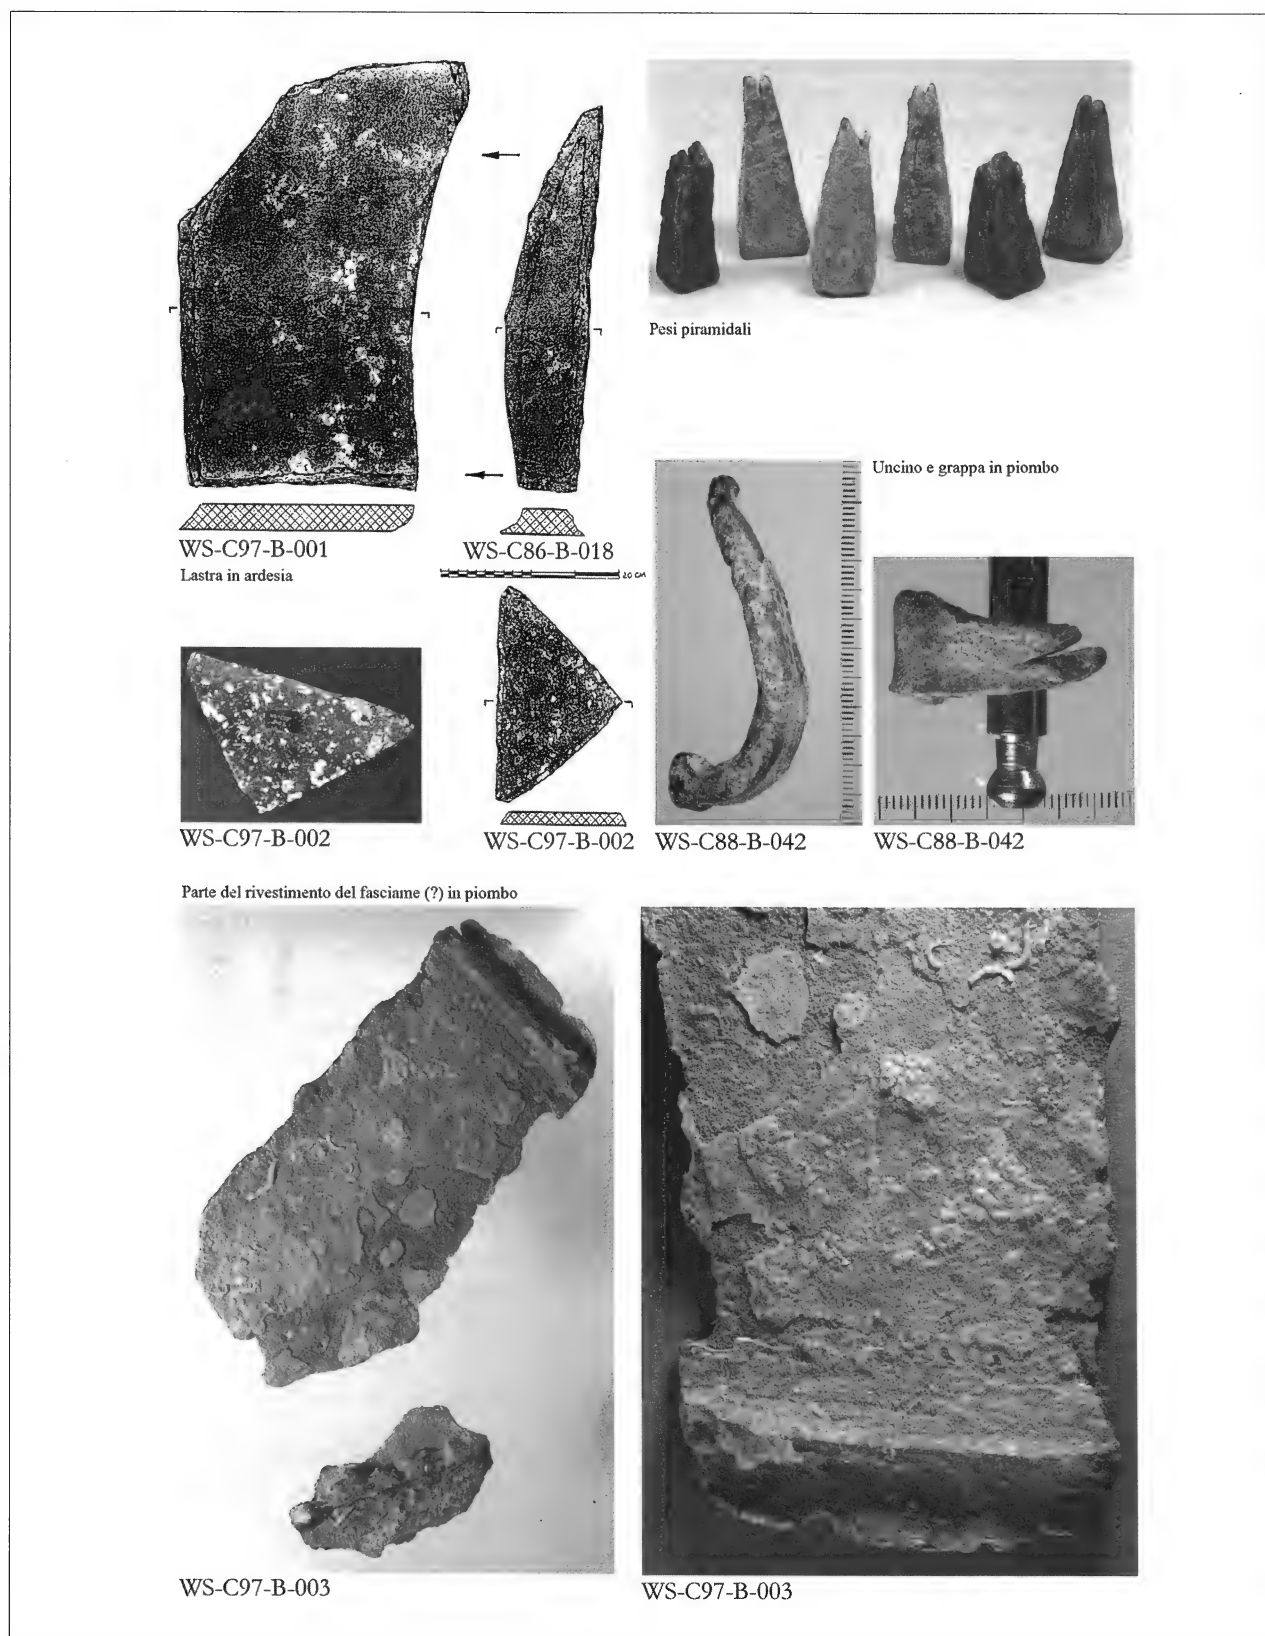 Pesi piramidali
Uncino e grappa in piombo
WS-C97-B-001
WS-C86-B-018
Lastra in ardesia
20 CM
WS-C97-B-002
WS-C97-B-002
WS-C88-B-042
WS-C88-B-042
Parte del rivestimento del fasciame (?) in piombo
WS-C97-B-003
WS-C97-B-003